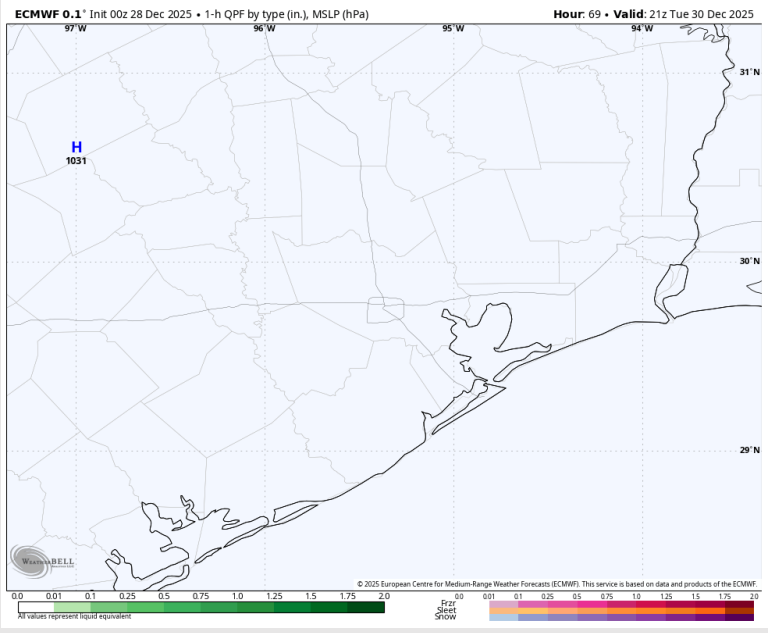 ECMWF 0.1° Init 00z 28 Dec 2025 • 1-h QPF by type (in.), MSLP (hPa) Hour: 69 • Valid: 21z Tue 30 Dec 2025
97°W 96°W 95°W 94°W
31°N
H
1031
30°N
29°N
WEATHERBELL
© 2025 European Centre for Medium-Range Weather Forecasts (ECMWF). This service is based on data and products of the ECMWF.
0.0 0.01 0.1 0.25 0.5 0.75 1.0 1.25 1.5 1.75 2.0 0.0 0.01 0.1 0.25 0.5 0.75 1.0 1.25 1.5 1.75 2.0
Frzr
Sleet
Snow
All values represent liquid equivalent